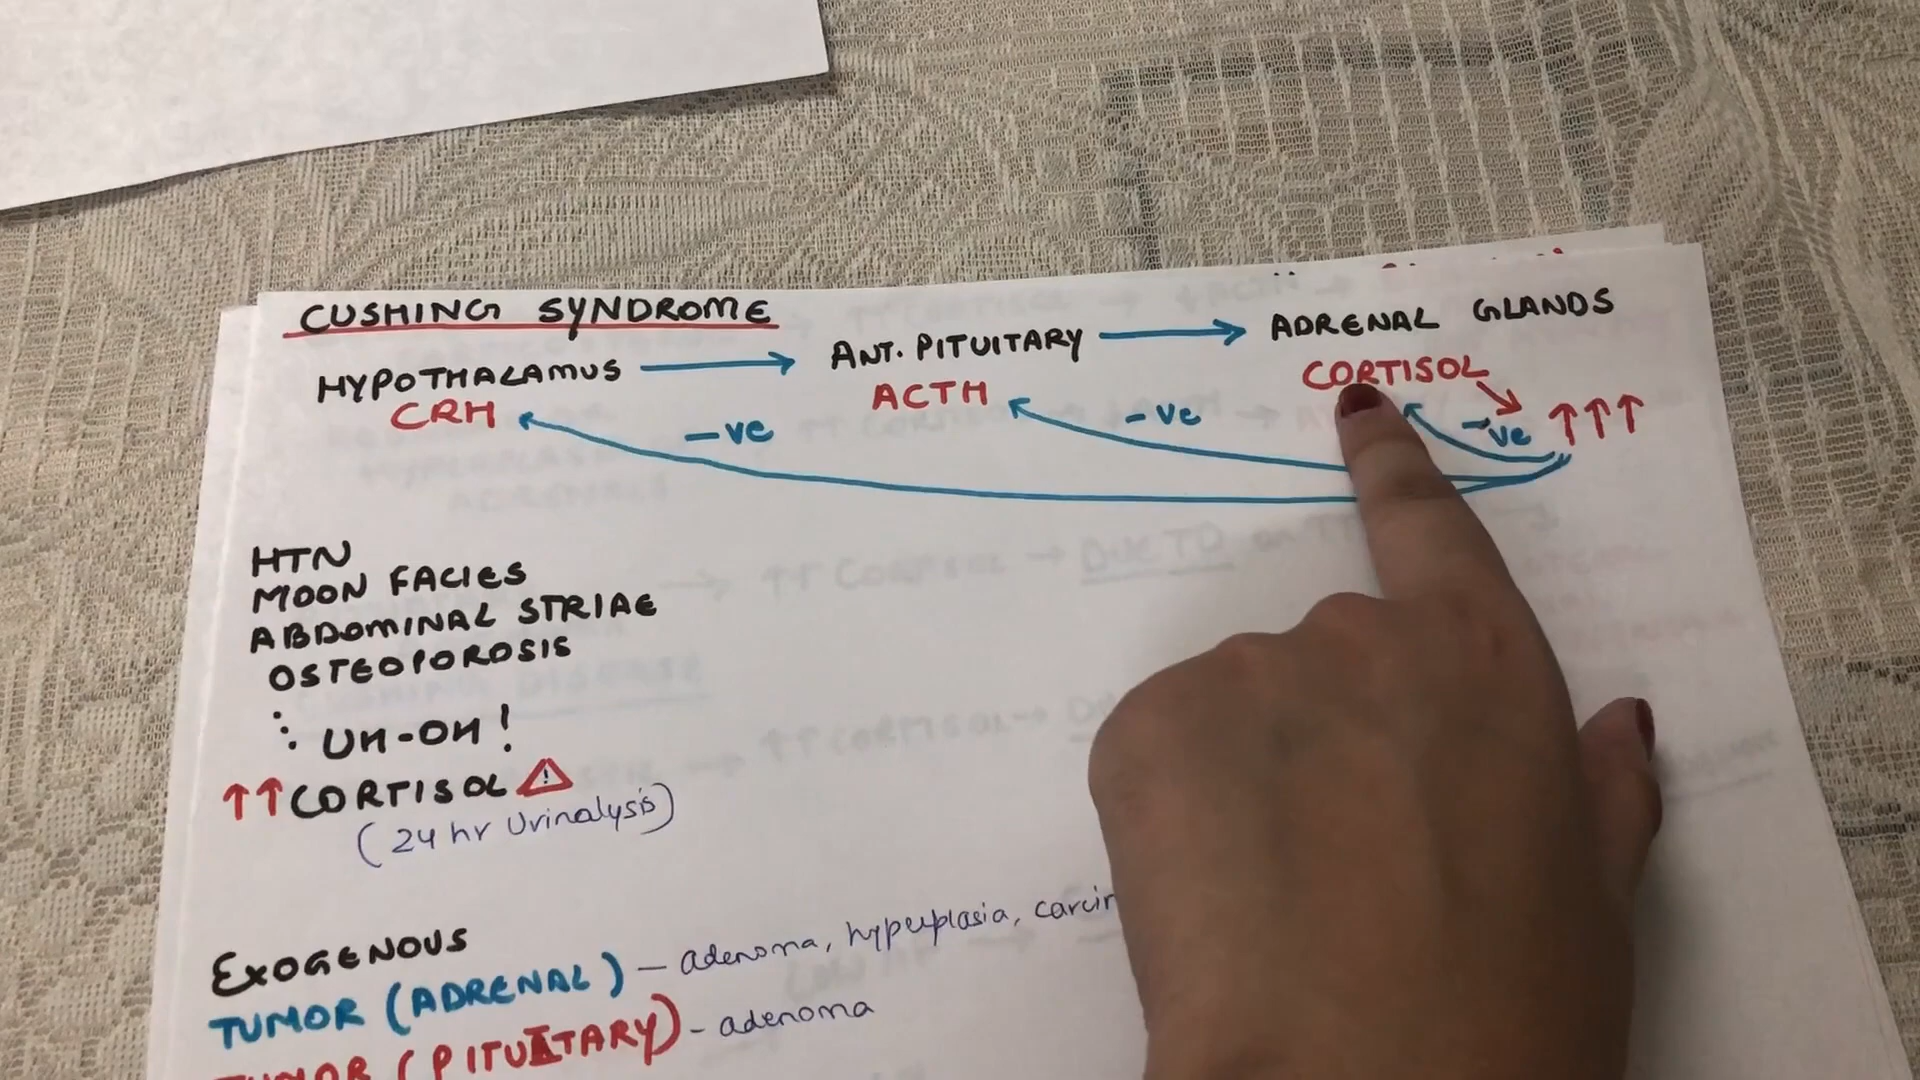 CUSHING SYNDROME
HYPOTHALAMUS → ANT. PITUITARY → ADRENAL GLANDS
CRH ACTH CORTISOL ↑↑↑
-ve -ve -ve
HTN
MOON FACIES
ABDOMINAL STRIAE
OSTEOPOROSIS
∴ UH-OH!
↑↑ CORTISOL ⚠
(24 hr Urinalysis)
EXOGENOUS
TUMOR (ADRENAL) - adenoma, hyperplasia, carcin
TUMOR (PITUITARY) - adenoma